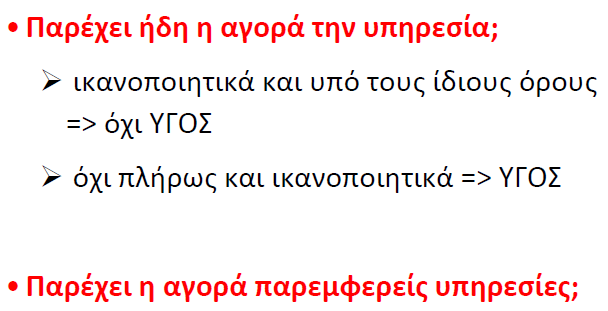 • Παρέχει ήδη η αγορά την υπηρεσία;
➢ ικανοποιητικά και υπό τους ίδιους όρους
=> όχι ΥΓΟΣ
➢ όχι πλήρως και ικανοποιητικά => ΥΓΟΣ
• Παρέχει η αγορά παρεμφερείς υπηρεσίες;